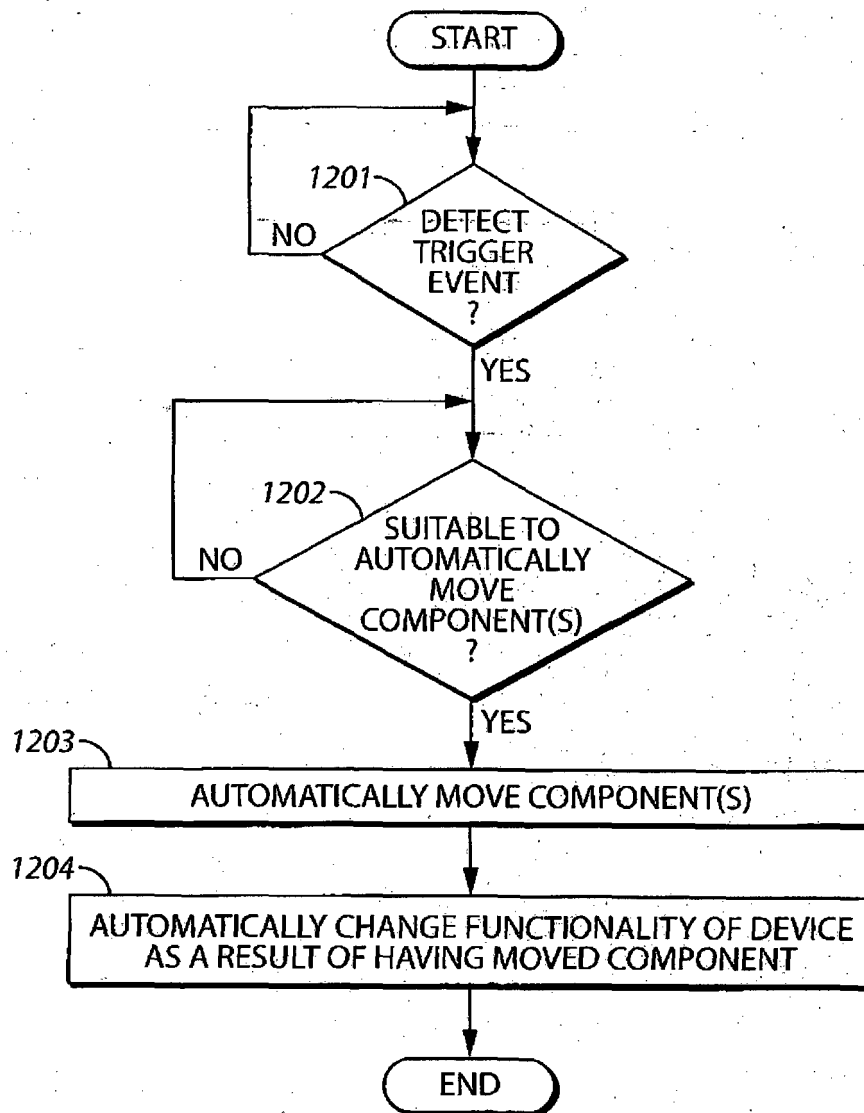 START
1201
DETECT
TRIGGER
EVENT
?
NO
YES
1202
SUITABLE TO
AUTOMATICALLY
MOVE
COMPONENT(S)
?
NO
YES
1203
AUTOMATICALLY MOVE COMPONENT(S)
1204
AUTOMATICALLY CHANGE FUNCTIONALITY OF DEVICE
AS A RESULT OF HAVING MOVED COMPONENT
END